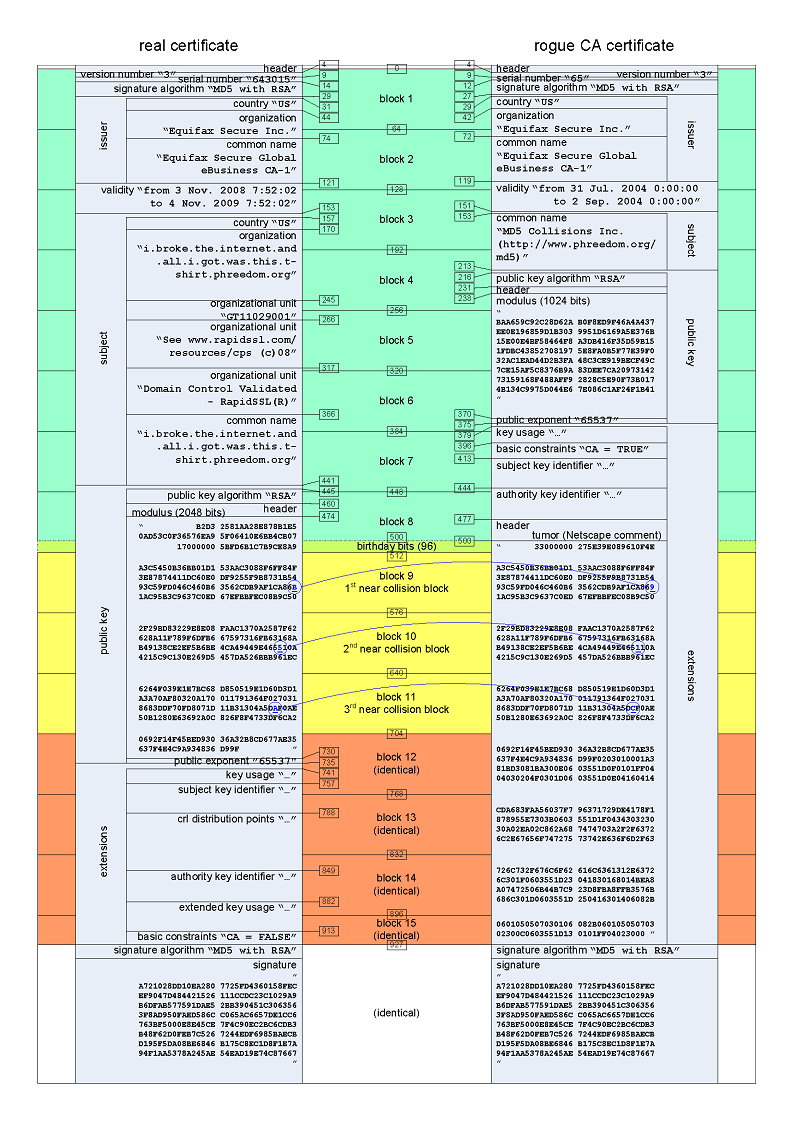 real certificate
header
version number “3”
serial number “643015”
signature algorithm “MD5 with RSA”
issuer
country “US”
organization
“Equifax Secure Inc.”
common name
“Equifax Secure Global
eBusiness CA-1”
validity “from 3 Nov. 2008 7:52:02
to 4 Nov. 2009 7:52:02”
subject
country “US”
organization
“i.broke.the.internet.and
.all.i.got.was.this.t-
shirt.phreedom.org”
organizational unit
“GT11029001”
organizational unit
“See www.rapidssl.com/
resources/cps (c)08”
organizational unit
“Domain Control Validated
- RapidSSL(R)”
common name
“i.broke.the.internet.and
.all.i.got.was.this.t-
shirt.phreedom.org”
public key
public key algorithm “RSA”
header
modulus (2048 bits)
“ B2D3 2581AA28E878B1E5
0AD53C0F36576EA9 5F06410E6BB4CB07
17000000 5BFD6B1C7B9CE8A9
A3C5450B36BB01D1 53AAC3088F6FF84F
3E87874411DC60E0 DF9255F9B8731B54
93C59FD046C460B6 3562CDB9AF1CA86B
1AC95B3C9637C0ED 67EFBBFEC08B9C50
2F29BD83229E8E08 FAAC1370A2587F62
628A11F789F6DFB6 67597316FB63168A
B49138CE2EF5B6BE 4CA49449E465510A
4215C9C130E269D5 457DA526BBB961EC
6264F039E1E7BC68 D850519E1D60D3D1
A3A70AF80320A170 011791364F027031
8683DDF70FD8071D 11B31304A5DAF0AE
50B1280E63692A0C 826F8F4733DF6CA2
0692F14F45BED930 36A32B8CD677AE35
637F4E4C9A934836 D99F ”
public exponent “65537”
extensions
key usage “…”
subject key identifier “…”
crl distribution points “…”
authority key identifier “…”
extended key usage “…”
basic constraints “CA = FALSE”
signature algorithm “MD5 with RSA”
signature
“
A721028DD10EA280 7725FD4360158FEC
EF9047D484421526 111CCDC23C1029A9
B6DFAB577591DAE5 2BB390451C306356
3F8AD950FAED586C C065AC6657DE1CC6
763BF5000E8E45CE 7F4C90EC2BC6CDB3
B48F62D0FEB7C526 7244EDF6985BAECB
D195F5DA08BE6846 B175C8EC1D8F1E7A
94F1AA5378A245AE 54EAD19E74C87667
”
4
9
14
29
31
44
74
121
153
157
170
245
266
317
366
441
445
460
474
730
735
741
757
788
849
882
913
0
block 1
64
block 2
128
block 3
192
block 4
256
block 5
320
block 6
384
block 7
448
block 8
500
birthday bits (96)
512
block 9
1st near collision block
576
block 10
2nd near collision block
640
block 11
3rd near collision block
704
block 12
(identical)
768
block 13
(identical)
832
block 14
(identical)
896
block 15
(identical)
927
(identical)
4
9
12
27
29
42
72
119
151
153
213
216
231
238
370
375
379
396
413
444
477
500
rogue CA certificate
header
version number “3”
serial number “65”
signature algorithm “MD5 with RSA”
issuer
country “US”
organization
“Equifax Secure Inc.”
common name
“Equifax Secure Global
eBusiness CA-1”
validity “from 31 Jul. 2004 0:00:00
to 2 Sep. 2004 0:00:00”
subject
common name
“MD5 Collisions Inc.
(http://www.phreedom.org/
md5)”
public key
public key algorithm “RSA”
header
modulus (1024 bits)
“
BAA659C92C28D62A B0F8ED9F46A4A437
EE0E196859D1B303 9951D6169A5E376B
15E00E4BF58464F8 A3DB416F35D59B15
1FDBC43852708197 5E8FA0B5F77E39F0
32AC1EAD44D2B3FA 48C3CE919BECF49C
7CE15AF5C8376B9A 83DEE7CA20973142
73159168F488AFF9 2828C5E90F73B017
4B134C9975D044E6 7E086C1AF24F1B41
”
public exponent “65537”
extensions
key usage “…”
basic constraints “CA = TRUE”
subject key identifier “…”
authority key identifier “…”
header
tumor (Netscape comment)
“ 33000000 275E39E089610F4E
A3C5450B36BB01D1 53AAC3088F6FF84F
3E87874411DC60E0 DF9255F9B8731B54
93C59FD046C460B6 3562CDB9AF1CA869
1AC95B3C9637C0ED 67EFBBFEC08B9C50
2F29BD83229E8E08 FAAC1370A2587F62
628A11F789F6DFB6 67597316FB63168A
B49138CE2EF5B6BE 4CA49449E465110A
4215C9C130E269D5 457DA526BBB961EC
6264F039E1E7BC68 D850519E1D60D3D1
A3A70AF80320A170 011791364F027031
8683DDF70FD8071D 11B31304A5DCF0AE
50B1280E63692A0C 826F8F4733DF6CA2
0692F14F45BED930 36A32B8CD677AE35
637F4E4C9A934836 D99F0203010001A3
81BD3081BA300E06 03551D0F0101FF04
04030204F0301D06 03551D0E04160414
CDA683FAA56037F7 96371729DE4178F1
878955E7303B0603 551D1F0434303230
30A02EA02C862A68 7474703A2F2F6372
6C2E67656F747275 73742E636F6D2F63
726C732F676C6F62 616C6361312E6372
6C301F0603551D23 041830168014BEA8
A07472506B44B7C9 23D8FBA8FFB3576B
686C301D0603551D 250416301406082B
0601050507030106 082B060105050703
02300C0603551D13 0101FF04023000 ”
signature algorithm “MD5 with RSA”
signature
“
A721028DD10EA280 7725FD4360158FEC
EF9047D484421526 111CCDC23C1029A9
B6DFAB577591DAE5 2BB390451C306356
3F8AD950FAED586C C065AC6657DE1CC6
763BF5000E8E45CE 7F4C90EC2BC6CDB3
B48F62D0FEB7C526 7244EDF6985BAECB
D195F5DA08BE6846 B175C8EC1D8F1E7A
94F1AA5378A245AE 54EAD19E74C87667
”